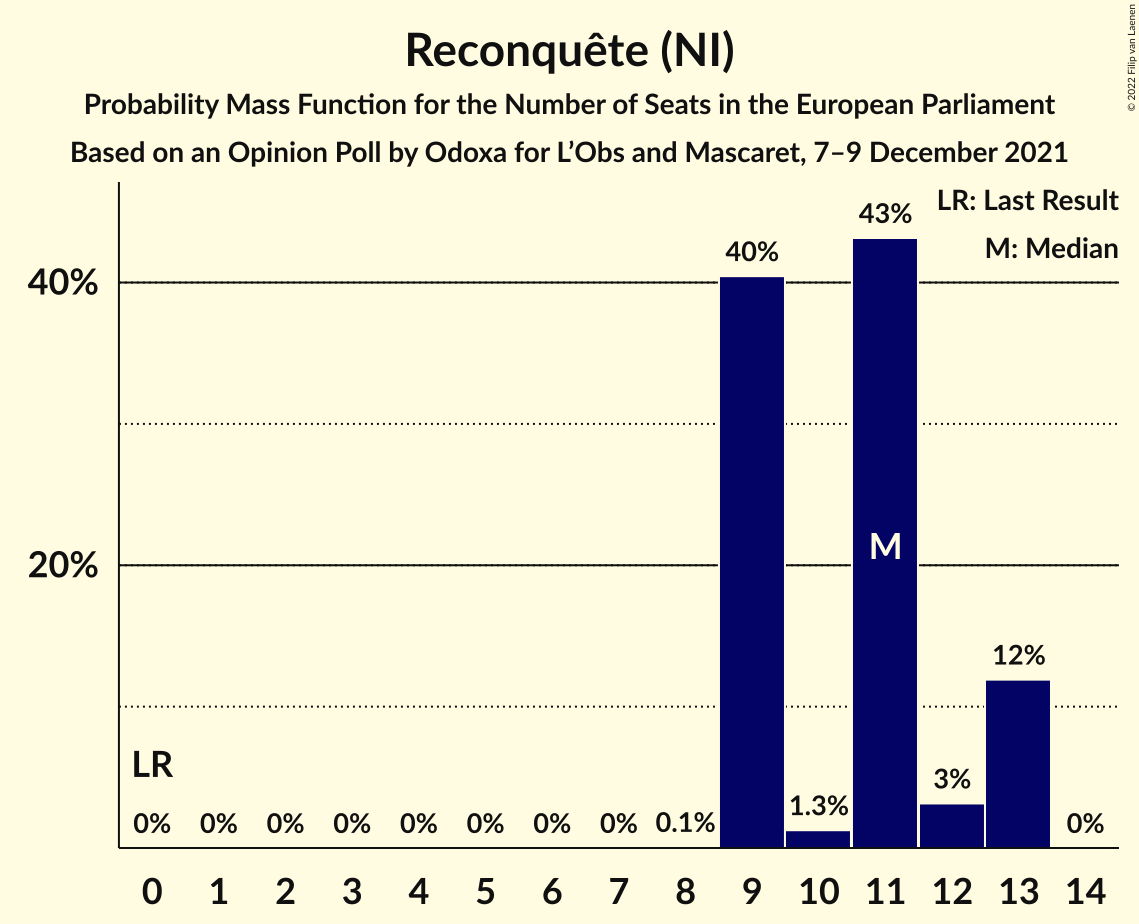 Reconquête (NI)
Probability Mass Function for the Number of Seats in the European Parliament
Based on an Opinion Poll by Odoxa for L’Obs and Mascaret, 7–9 December 2021
© 2022 Filip van Laenen
LR: Last Result
M: Median
43%
40%
40%
M
20%
12%
LR
3%
1.3%
0% 0% 0% 0% 0% 0% 0% 0% 0.1% 0%
0 1 2 3 4 5 6 7 8 9 10 11 12 13 14